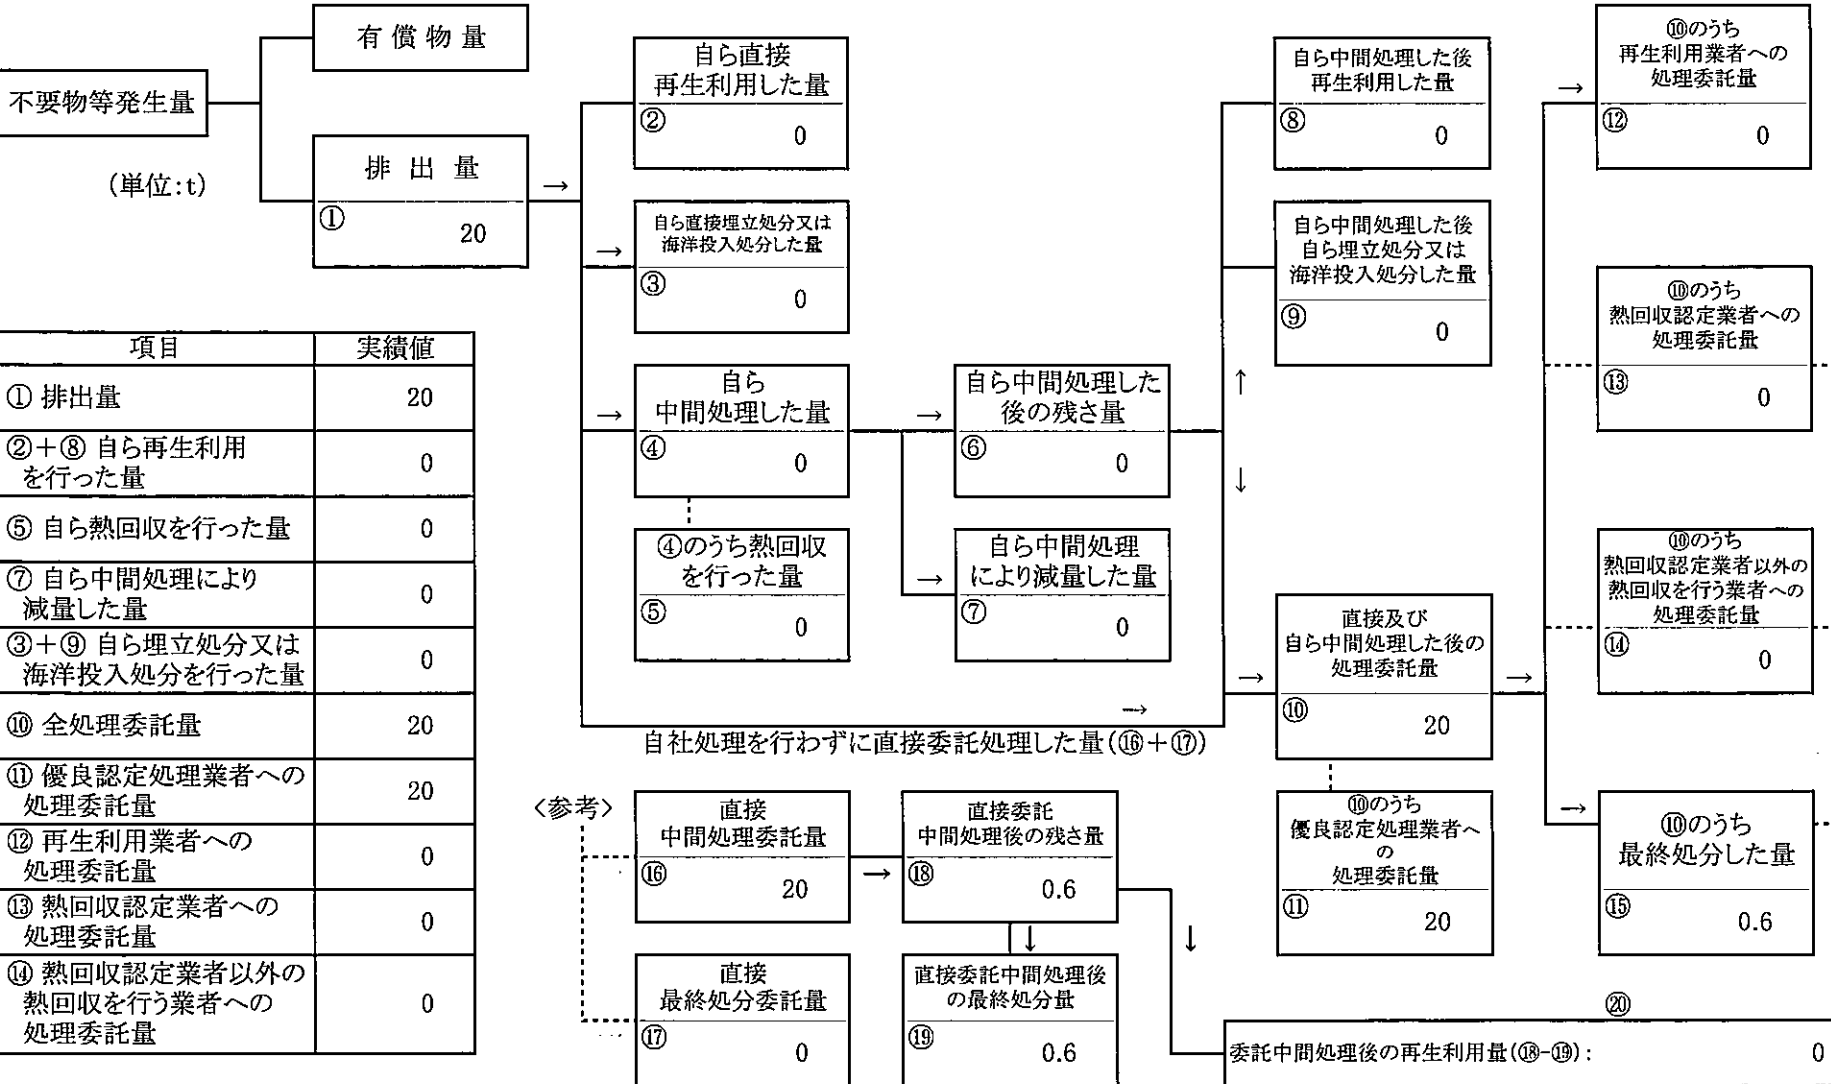 有償物量
不要物等発生量
(単位:t)
排出量
①
20
→
自ら直接
再生利用した量
②
0
→
自ら直接埋立処分又は
海洋投入処分した量
③
0
→
自ら
中間処理した量
④
0
④のうち熱回収
を行った量
⑤
0
→
自ら中間処理した
後の残さ量
⑥
0
→
自ら中間処理
により減量した量
⑦
0
自ら中間処理した後
再生利用した量
⑧
0
自ら中間処理した後
自ら埋立処分又は
海洋投入処分した量
⑨
0
↑
↓
→
自社処理を行わずに直接委託処理した量(⑯+⑰)
→
直接及び
自ら中間処理した後の
処理委託量
⑩
20
⑩のうち
優良認定処理業者へ
の
処理委託量
⑪
20
→
→
⑩のうち
再生利用業者への
処理委託量
⑫
0
⑩のうち
熱回収認定業者への
処理委託量
⑬
0
⑩のうち
熱回収認定業者以外の
熱回収を行う業者への
処理委託量
⑭
0
→
⑩のうち
最終処分した量
⑮
0.6
項目 実績値
① 排出量 20
②+⑧ 自ら再生利用
を行った量 0
⑤ 自ら熱回収を行った量 0
⑦ 自ら中間処理により
減量した量 0
③+⑨ 自ら埋立処分又は
海洋投入処分を行った量 0
⑩ 全処理委託量 20
⑪ 優良認定処理業者への
処理委託量 20
⑫ 再生利用業者への
処理委託量 0
⑬ 熱回収認定業者への
処理委託量 0
⑭ 熱回収認定業者以外の
熱回収を行う業者への
処理委託量 0
〈参考〉
直接
中間処理委託量
⑯
20
→
直接委託
中間処理後の残さ量
⑱
0.6
↓
↓
直接
最終処分委託量
⑰
0
直接委託中間処理後
の最終処分量
⑲
0.6
⑳
委託中間処理後の再生利用量(⑱-⑲): 0